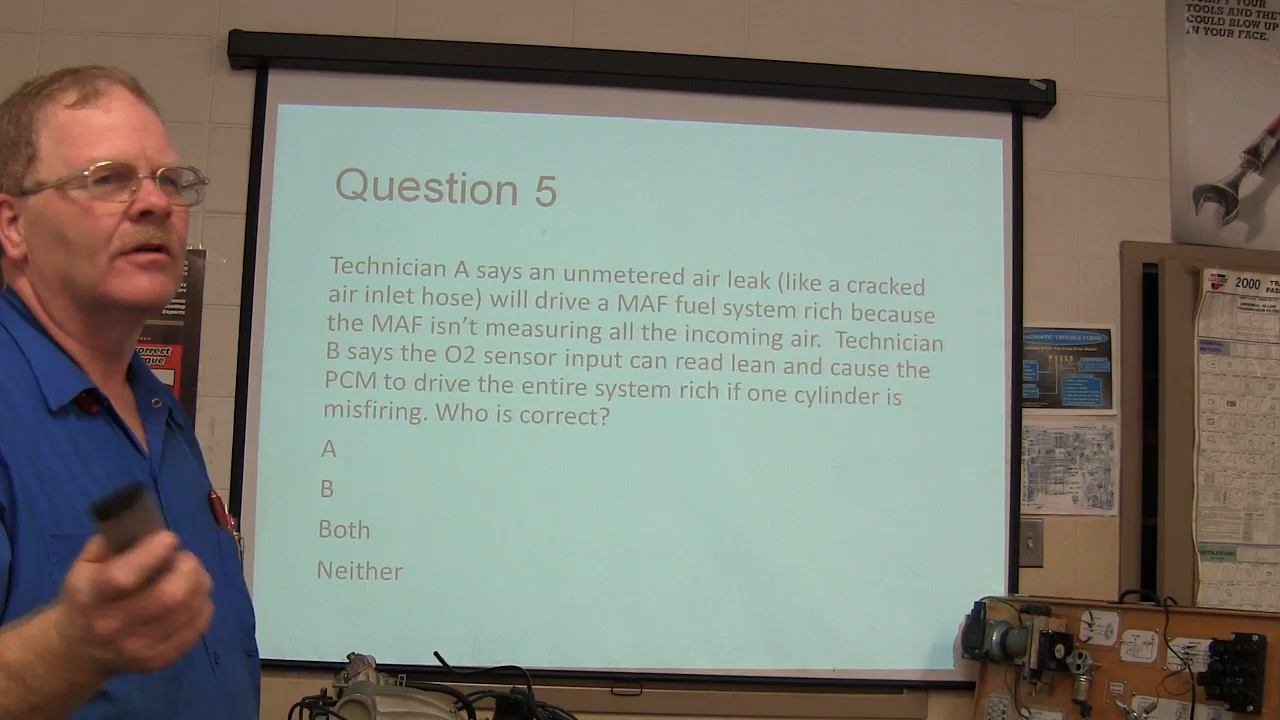 TOOLS AND THEY
COULD BLOW UP
IN YOUR FACE.
Question 5
Technician A says an unmetered air leak (like a cracked
air inlet hose) will drive a MAF fuel system rich because
the MAF isn't measuring all the incoming air.  Technician
B says the O2 sensor input can read lean and cause the
PCM to drive the entire system rich if one cylinder is
misfiring. Who is correct?
A
B
Both
Neither
2000